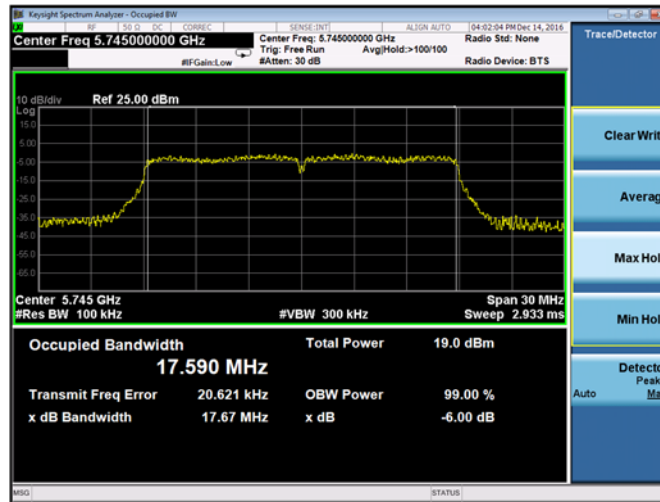 Keysight Spectrum Analyzer - Occupied BW
RF 50 Ω DC CORREC SENSE:INT ALIGN AUTO 04:02:04 PM Dec 14, 2016
Center Freq 5.745000000 GHz
Center Freq: 5.745000000 GHz Radio Std: None
Trig: Free Run Avg|Hold:>100/100
#IFGain:Low #Atten: 30 dB Radio Device: BTS
Trace/Detector
10 dB/div Ref 25.00 dBm
Log
15.0
5.00
-5.00
-15.0
-25.0
-35.0
-45.0
-55.0
-65.0
Center 5.745 GHz Span 30 MHz
#Res BW 100 kHz #VBW 300 kHz Sweep 2.933 ms
Occupied Bandwidth Total Power 19.0 dBm
17.590 MHz
Transmit Freq Error 20.621 kHz OBW Power 99.00 %
x dB Bandwidth 17.67 MHz x dB -6.00 dB
Clear Writ
Averag
Max Hol
Min Hol
Detecto
Peak
Auto Ma
MSG STATUS